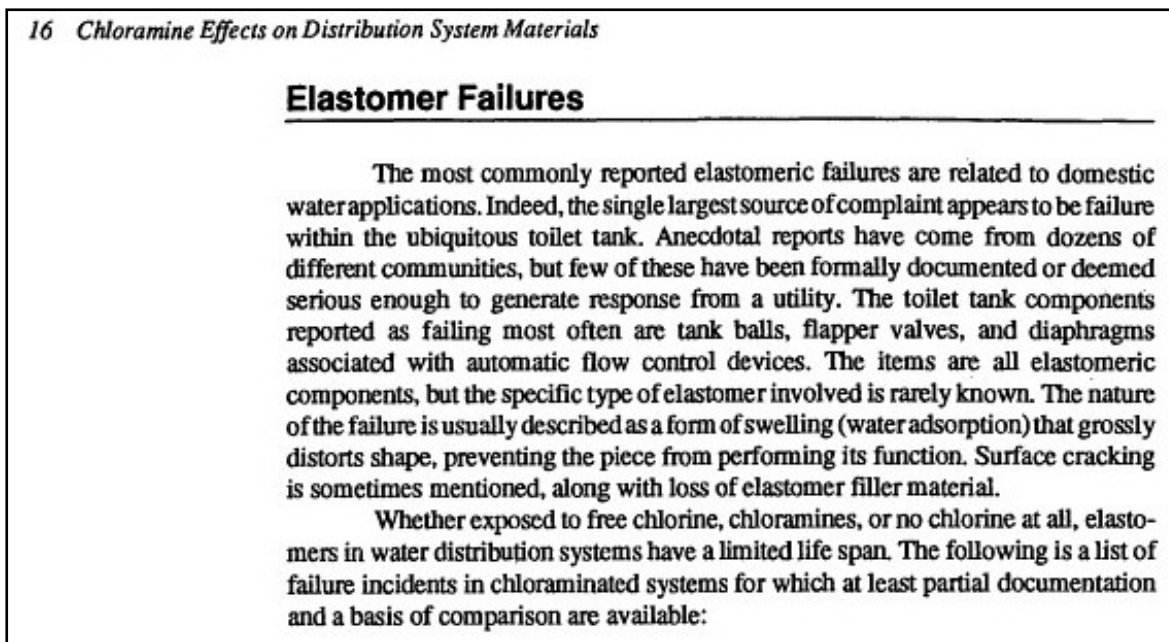 16 Chloramine Effects on Distribution System Materials
Elastomer Failures
The most commonly reported elastomeric failures are related to domestic
water applications. Indeed, the single largest source of complaint appears to be failure
within the ubiquitous toilet tank. Anecdotal reports have come from dozens of
different communities, but few of these have been formally documented or deemed
serious enough to generate response from a utility. The toilet tank components
reported as failing most often are tank balls, flapper valves, and diaphragms
associated with automatic flow control devices. The items are all elastomeric
components, but the specific type of elastomer involved is rarely known. The nature
of the failure is usually described as a form of swelling (water adsorption) that grossly
distorts shape, preventing the piece from performing its function. Surface cracking
is sometimes mentioned, along with loss of elastomer filler material.
Whether exposed to free chlorine, chloramines, or no chlorine at all, elasto-
mers in water distribution systems have a limited life span. The following is a list of
failure incidents in chloraminated systems for which at least partial documentation
and a basis of comparison are available: